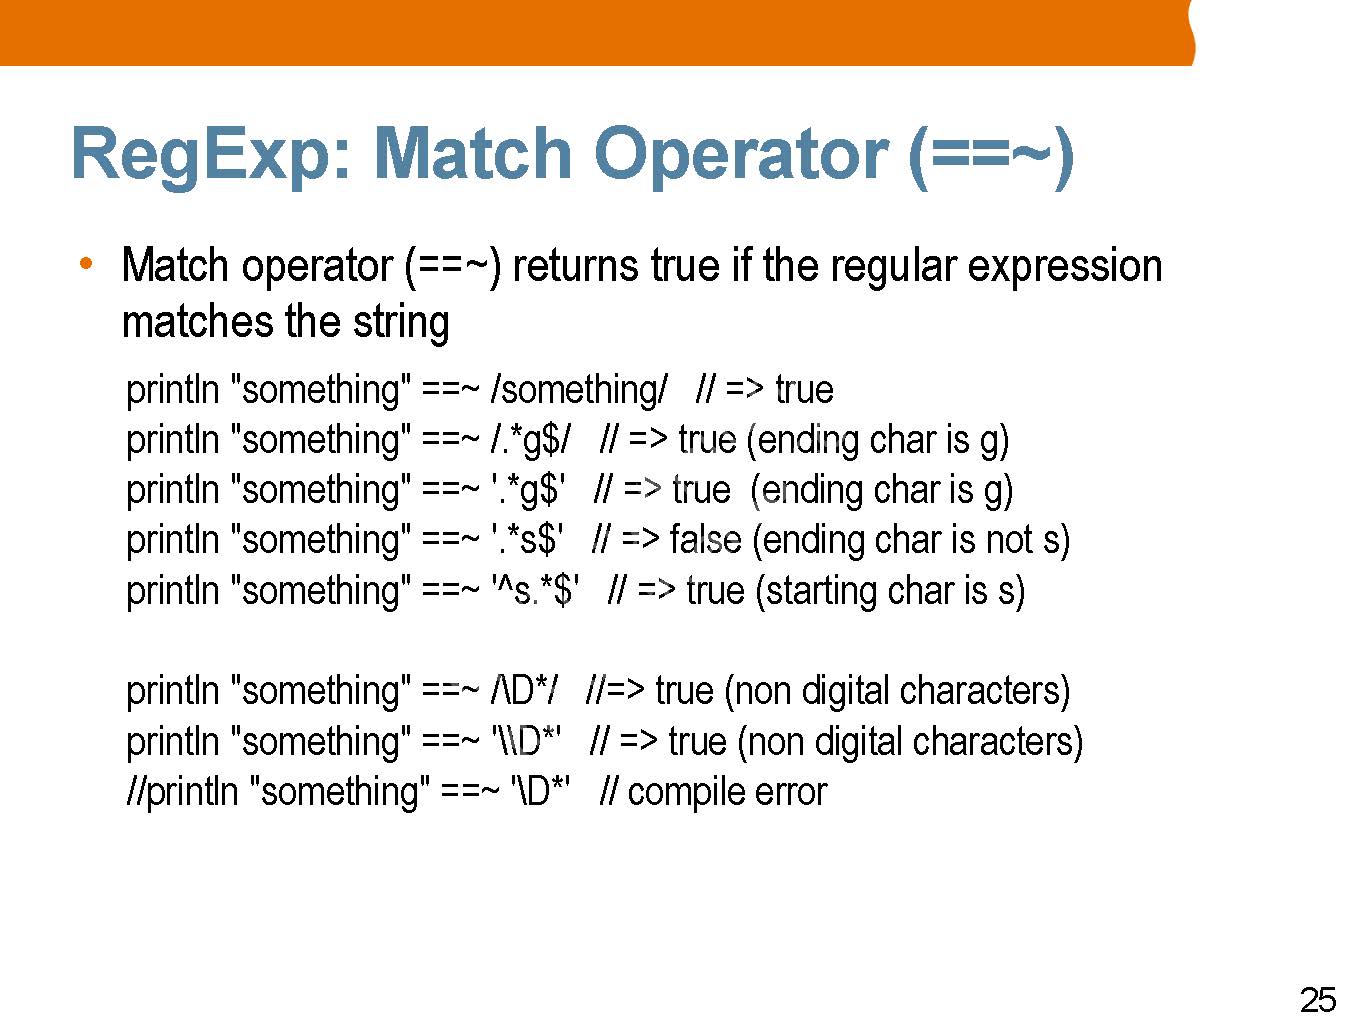 RegExp: Match Operator (==~)
• Match operator (==~) returns true if the regular expression
matches the string
println "something" ==~ /something/   // => true
println "something" ==~ /.*g$/   // => true (ending char is g)
println "something" ==~ '.*g$'   // => true  (ending char is g)
println "something" ==~ '.*s$'   // => false (ending char is not s)
println "something" ==~ '^s.*$'   // => true (starting char is s)
println "something" ==~ /\D*/   //=> true (non digital characters)
println "something" ==~ '\\D*'   // => true (non digital characters)
//println "something" ==~ '\D*'   // compile error
25